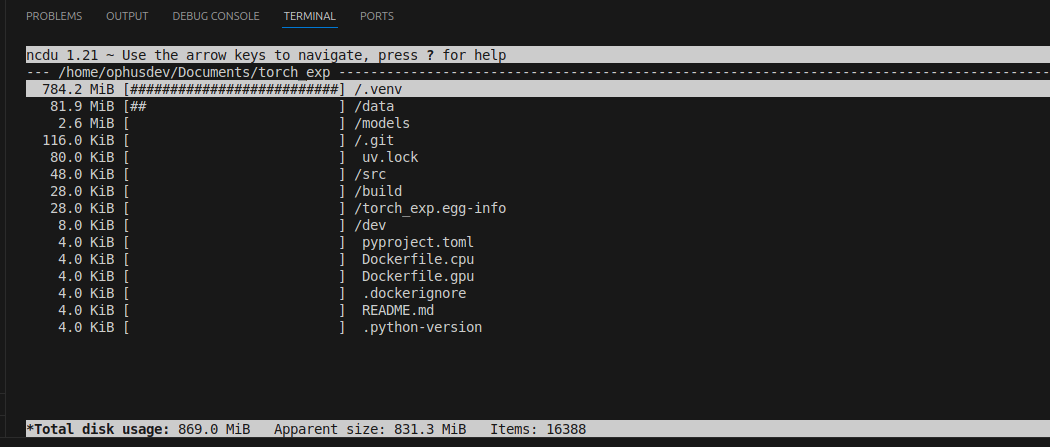 PROBLEMS OUTPUT DEBUG CONSOLE TERMINAL PORTS
ncdu 1.21 ~ Use the arrow keys to navigate, press ? for help
--- /home/ophusdev/Documents/torch_exp ------------------------------------------------------------------------------------------
784.2 MiB [##########################] /.venv
81.9 MiB [##                        ] /data
2.6 MiB [                          ] /models
116.0 KiB [                          ] /.git
80.0 KiB [                          ]  uv.lock
48.0 KiB [                          ] /src
28.0 KiB [                          ] /build
28.0 KiB [                          ] /torch_exp.egg-info
8.0 KiB [                          ] /dev
4.0 KiB [                          ]  pyproject.toml
4.0 KiB [                          ]  Dockerfile.cpu
4.0 KiB [                          ]  Dockerfile.gpu
4.0 KiB [                          ]  .dockerignore
4.0 KiB [                          ]  README.md
4.0 KiB [                          ]  .python-version
*Total disk usage: 869.0 MiB   Apparent size: 831.3 MiB   Items: 16388